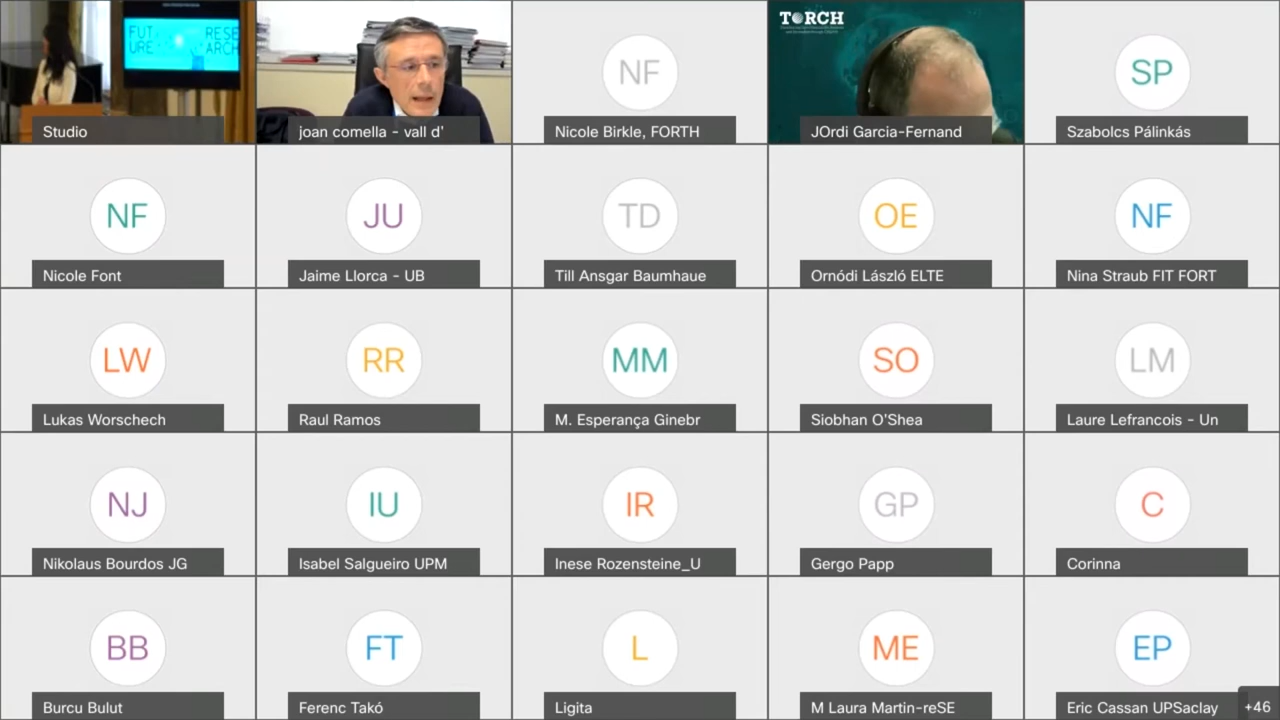 FUT RESE
URE ARCH
Studio
joan comella - vall d'
NF
Nicole Birkle, FORTH
TORCH
JOrdi Garcia-Fernand
SP
Szabolcs Pálinkás
NF
Nicole Font
JU
Jaime Llorca - UB
TD
Till Ansgar Baumhaue
OE
Ornódi László ELTE
NF
Nina Straub FIT FORT
LW
Lukas Worschech
RR
Raul Ramos
MM
M. Esperança Ginebr
SO
Siobhan O'Shea
LM
Laure Lefrancois - Un
NJ
Nikolaus Bourdos JG
IU
Isabel Salgueiro UPM
IR
Inese Rozensteine_U
GP
Gergo Papp
C
Corinna
BB
Burcu Bulut
FT
Ferenc Takó
L
Ligita
ME
M Laura Martin-reSE
EP
Eric Cassan UPSaclay
+46